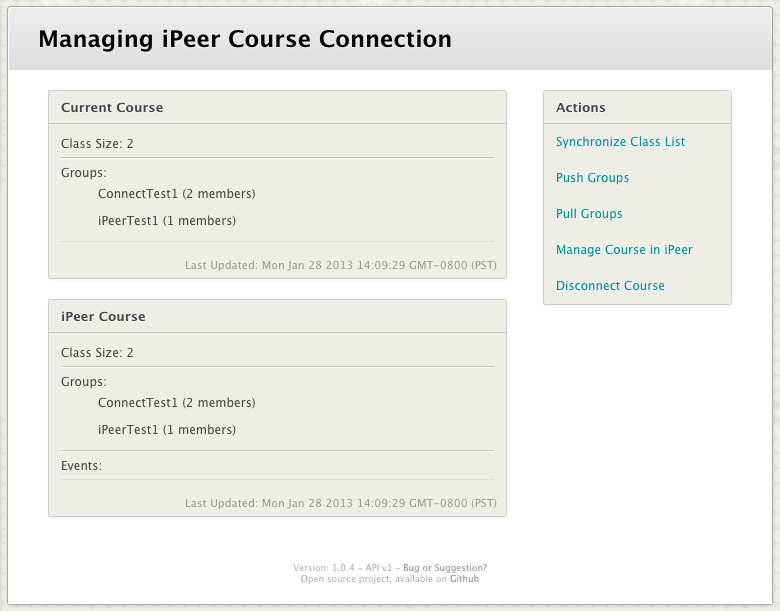 Managing iPeer Course Connection
Current Course
Class Size: 2
Groups:
ConnectTest1 (2 members)
iPeerTest1 (1 members)
Last Updated: Mon Jan 28 2013 14:09:29 GMT-0800 (PST)
iPeer Course
Class Size: 2
Groups:
ConnectTest1 (2 members)
iPeerTest1 (1 members)
Events:
Last Updated: Mon Jan 28 2013 14:09:29 GMT-0800 (PST)
Actions
Synchronize Class List
Push Groups
Pull Groups
Manage Course in iPeer
Disconnect Course
Version: 1.0.4 - API v1 - Bug or Suggestion?
Open source project, available on Github